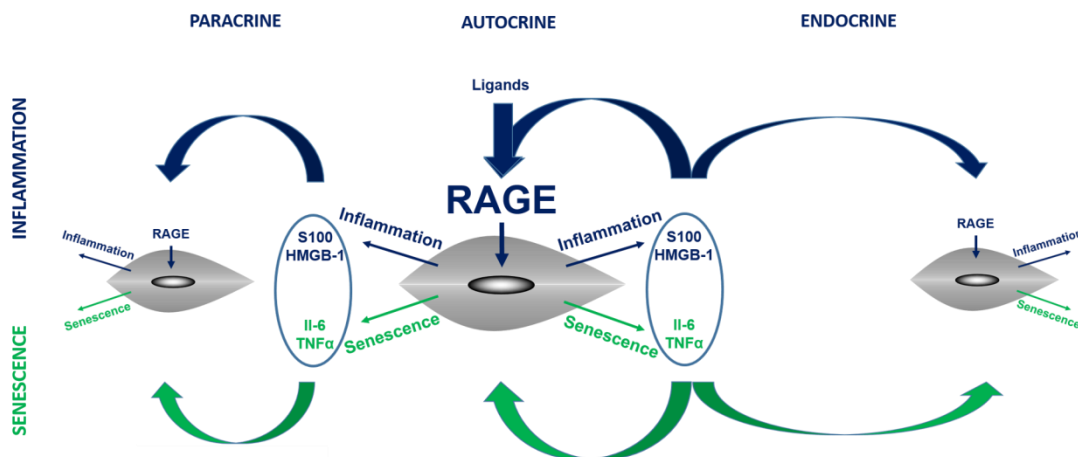 PARACRINE
AUTOCRINE
ENDOCRINE
INFLAMMATION
SENESCENCE
Ligands
RAGE
RAGE
Inflammation
Senescence
S100
HMGB-1
Il-6
TNFα
Inflammation
Senescence
Inflammation
Senescence
S100
HMGB-1
Il-6
TNFα
RAGE
Inflammation
Senescence